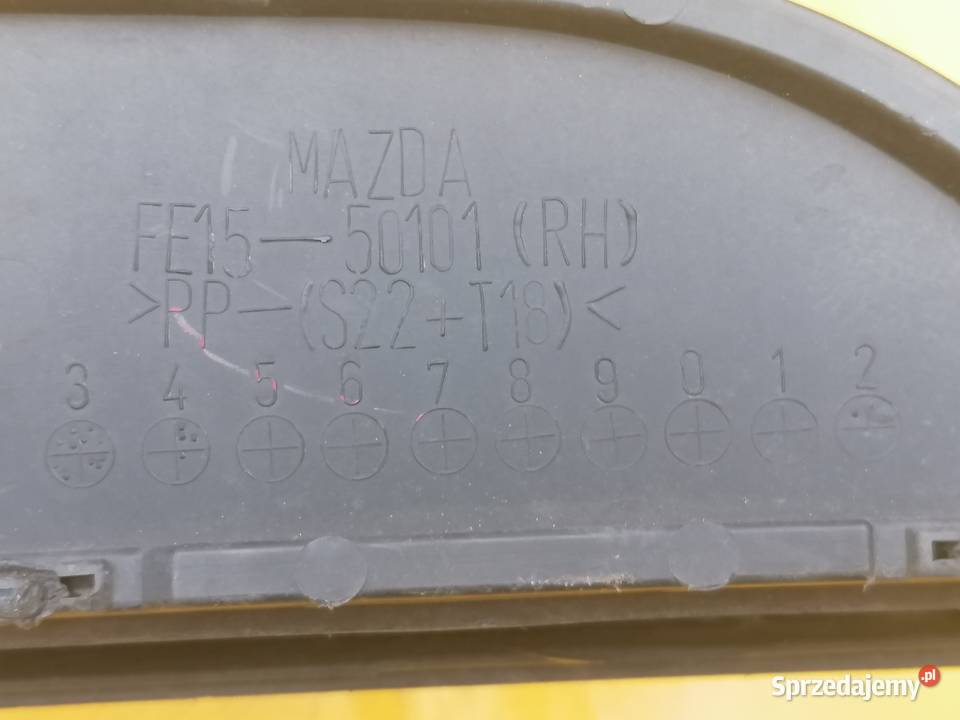 MAZDA
FE15-50101 (RH)
>PP-(S22+T18)<
3 4 5 6 7 8 9 0 1 2
Sprzedajemy.pl